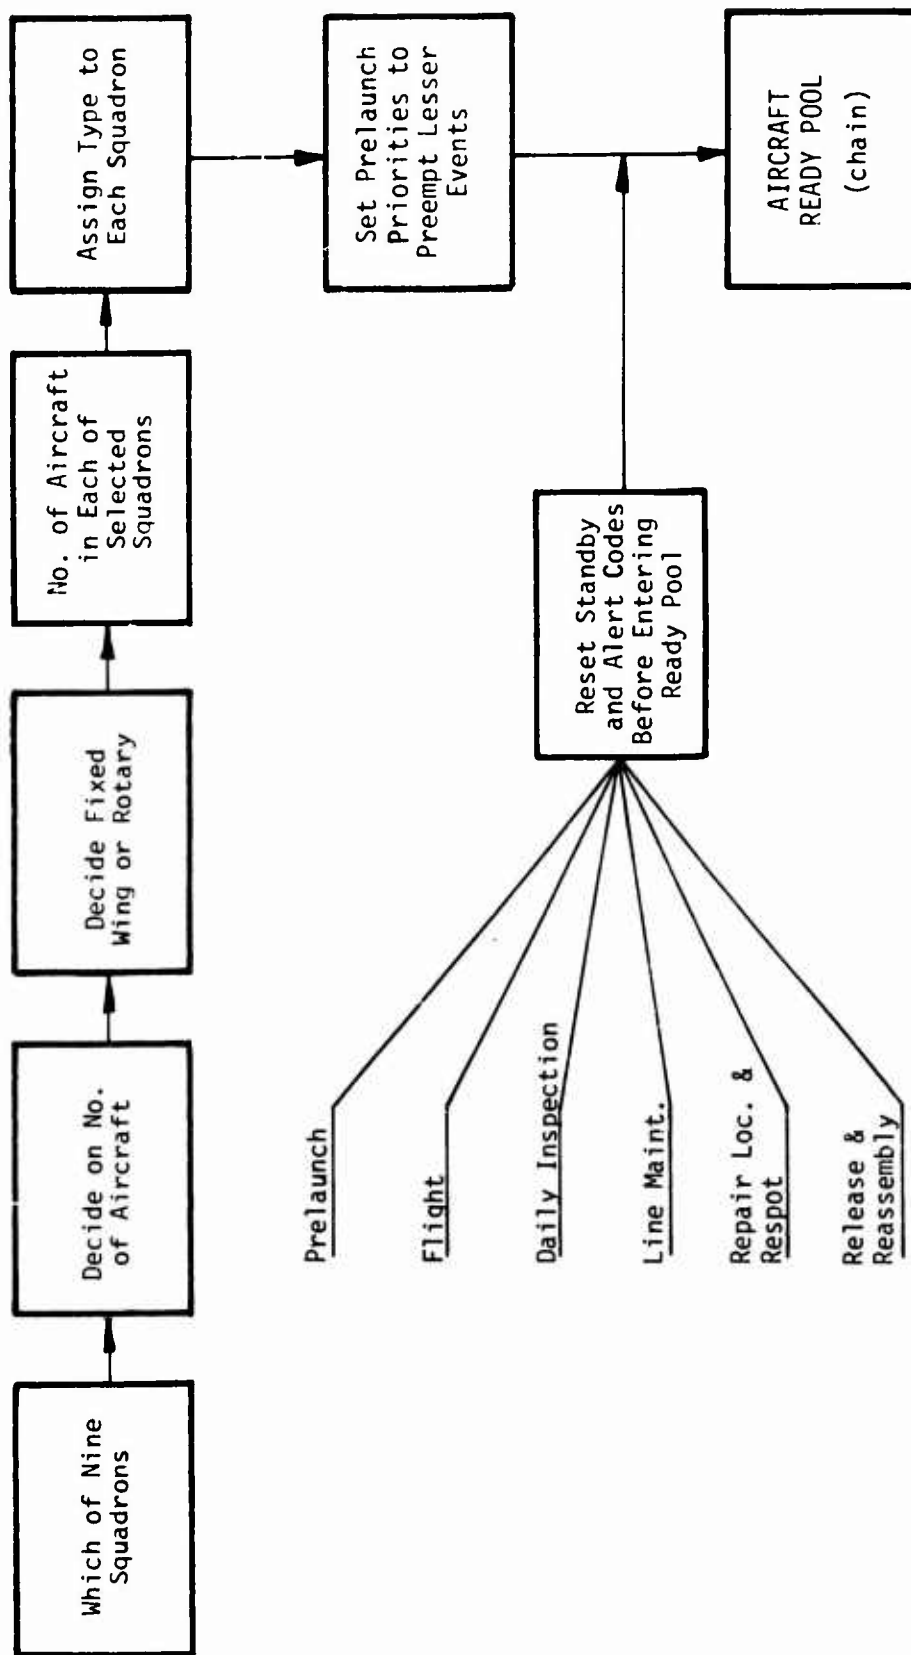 Which of Nine
Squadrons
Decide on No.
of Aircraft
Decide Fixed
Wing or Rotary
No. of Aircraft
in Each of
Selected
Squadrons
Assign Type to
Each Squadron
Set Prelaunch
Priorities to
Preempt Lesser
Events
Prelaunch
Flight
Daily Inspection
Line Maint.
Repair Loc. &
Respot
Release &
Reassembly
Reset Standby
and Alert Codes
Before Entering
Ready Pool
AIRCRAFT
READY POOL
(chain)